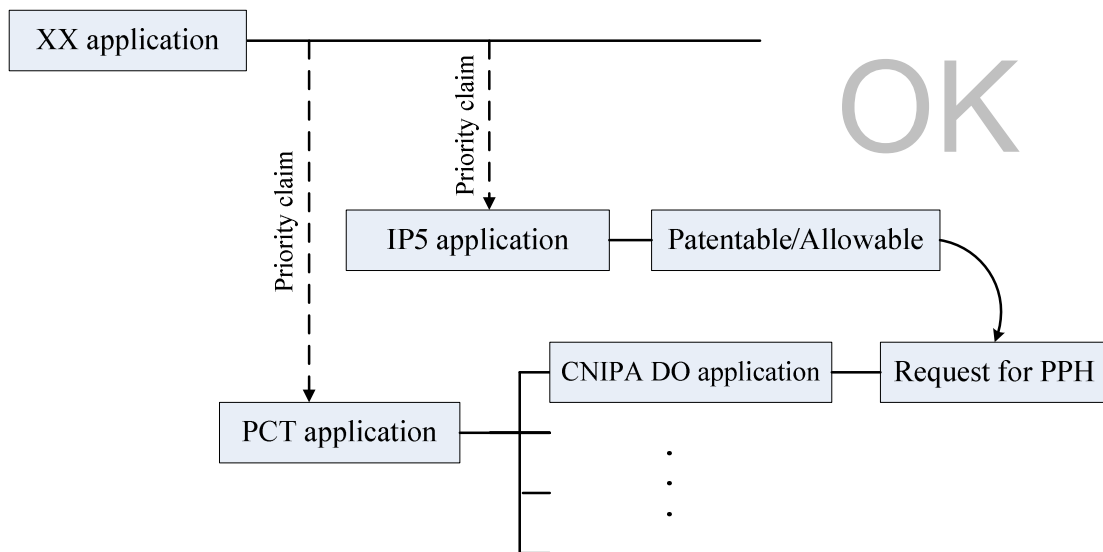 XX application
OK
Priority claim
Priority claim
IP5 application
Patentable/Allowable
CNIPA DO application
Request for PPH
PCT application